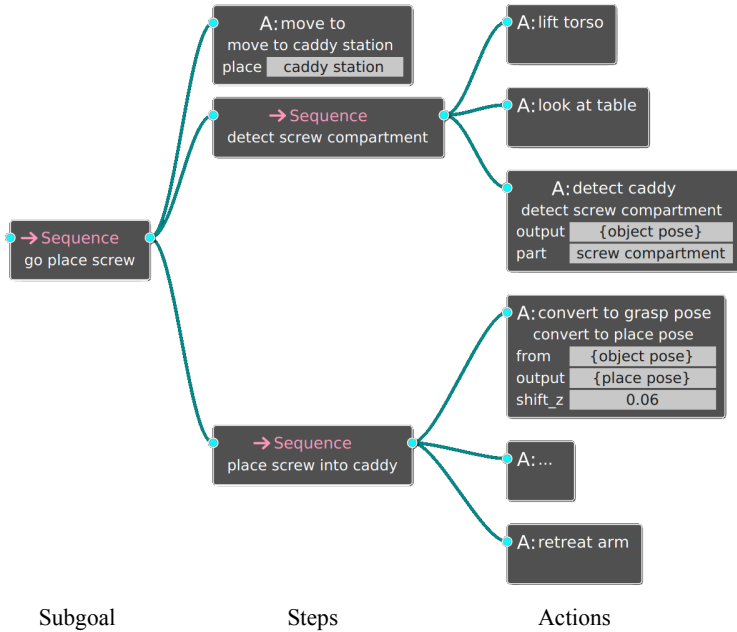 A: move to
move to caddy station
place caddy station
→ Sequence
detect screw compartment
→ Sequence
go place screw
→ Sequence
place screw into caddy
A: lift torso
A: look at table
A: detect caddy
detect screw compartment
output {object pose}
part screw compartment
A: convert to grasp pose
convert to place pose
from {object pose}
output {place pose}
shift_z 0.06
A: ...
A: retreat arm
Subgoal Steps Actions